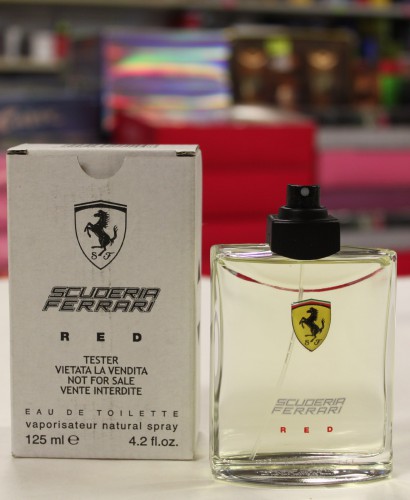 S F
SCUDERIA
FERRARI
RED
TESTER
VIETATA LA VENDITA
NOT FOR SALE
VENTE INTERDITE
EAU DE TOILETTE
vaporisateur natural spray
125 ml ℮ 4.2 fl.oz.
S F
SCUDERIA
FERRARI
RED